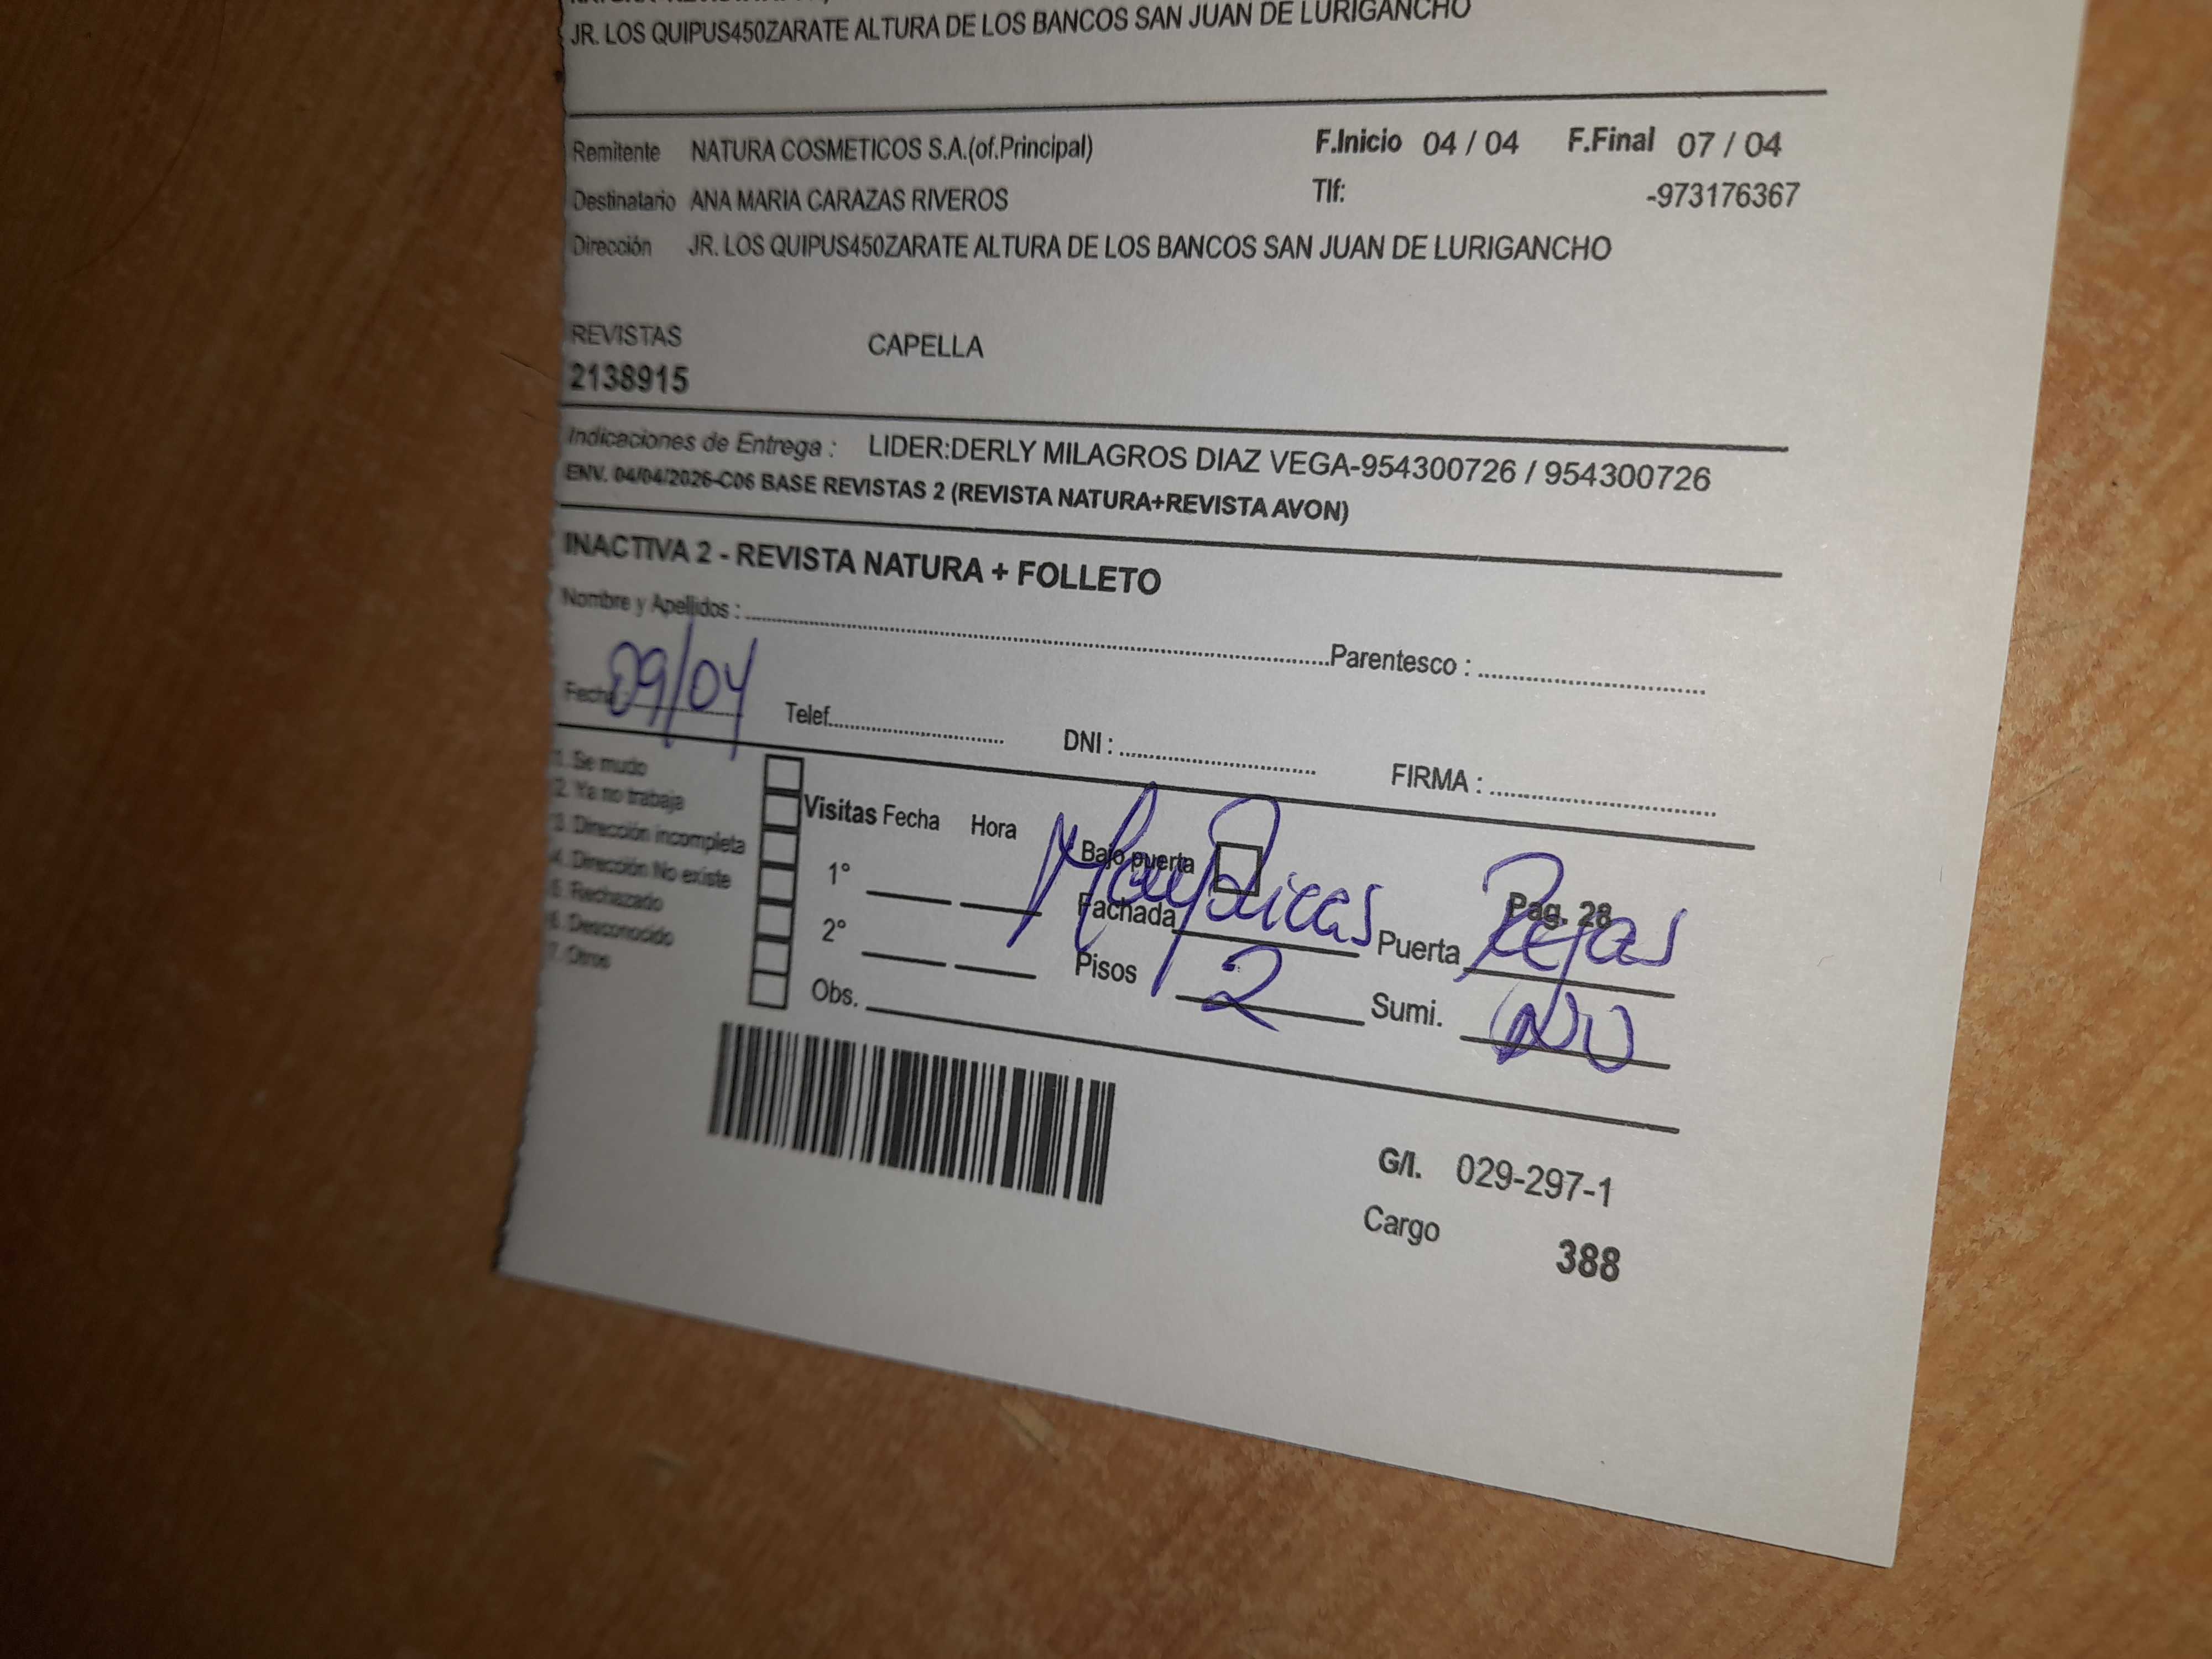 JR. LOS QUIPUS450ZARATE ALTURA DE LOS BANCOS SAN JUAN DE LURIGANCHO
Remitente NATURA COSMETICOS S.A.(of.Principal) F.Inicio 04 / 04 F.Final 07 / 04
Destinatario ANA MARIA CARAZAS RIVEROS Tlf: -973176367
Dirección JR. LOS QUIPUS450ZARATE ALTURA DE LOS BANCOS SAN JUAN DE LURIGANCHO
REVISTAS CAPELLA
2138915
Indicaciones de Entrega : LIDER:DERLY MILAGROS DIAZ VEGA-954300726 / 954300726
ENV. 04/04/2026-C06 BASE REVISTAS 2 (REVISTA NATURA+REVISTA AVON)
INACTIVA 2 - REVISTA NATURA + FOLLETO
Nombre y Apellidos : Parentesco :
Fecha : 09/04 Telef. DNI : FIRMA :
1. Se mudo
2. Ya no trabaja
3. Dirección incompleta
4. Dirección No existe
5. Rechazado
6. Desconocido
7. Otros
Visitas Fecha Hora Bajo puerta Pag. 28
1° Fachada Puerta Rejas
2° Pisos 2 Sumi.
Obs.
G/I. 029-297-1
Cargo 388